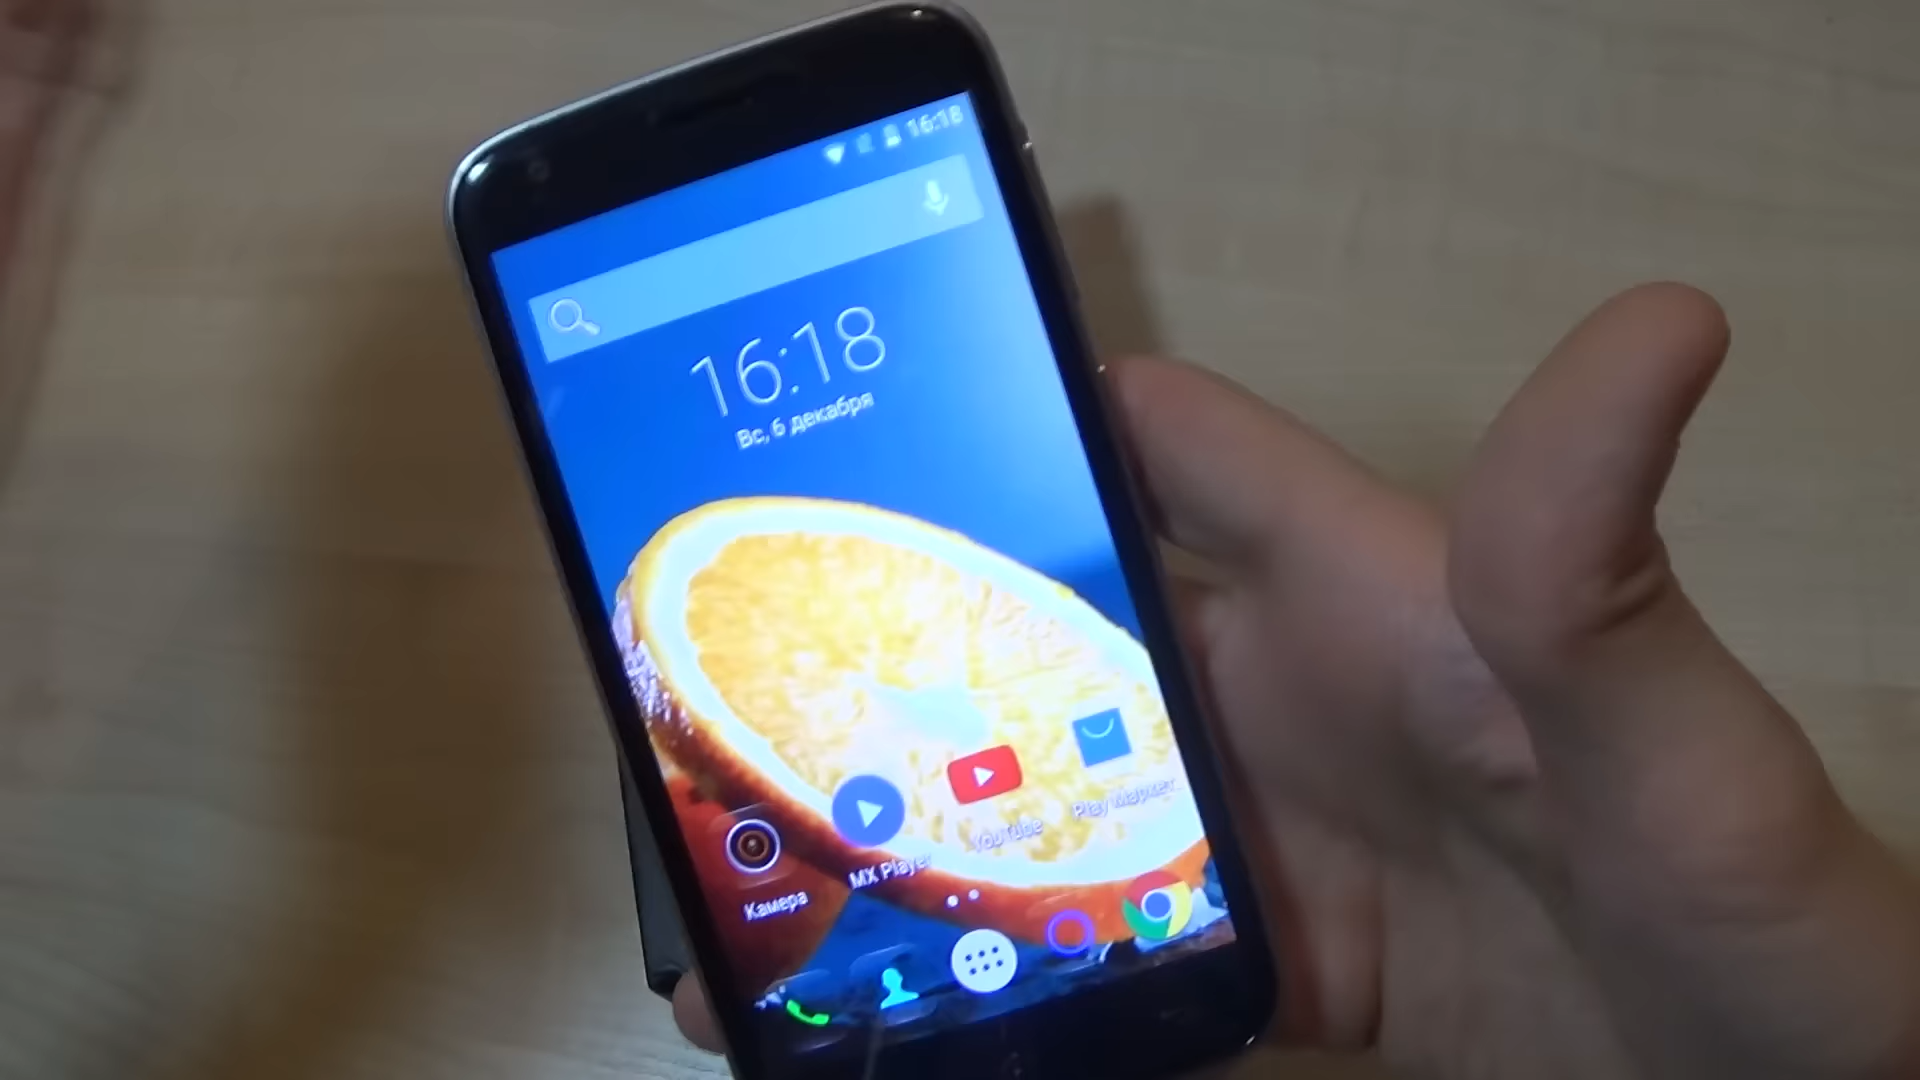 16:18
16:18
Вс, 6 декабря
Камера
MX Player
YouTube
Play Маркет